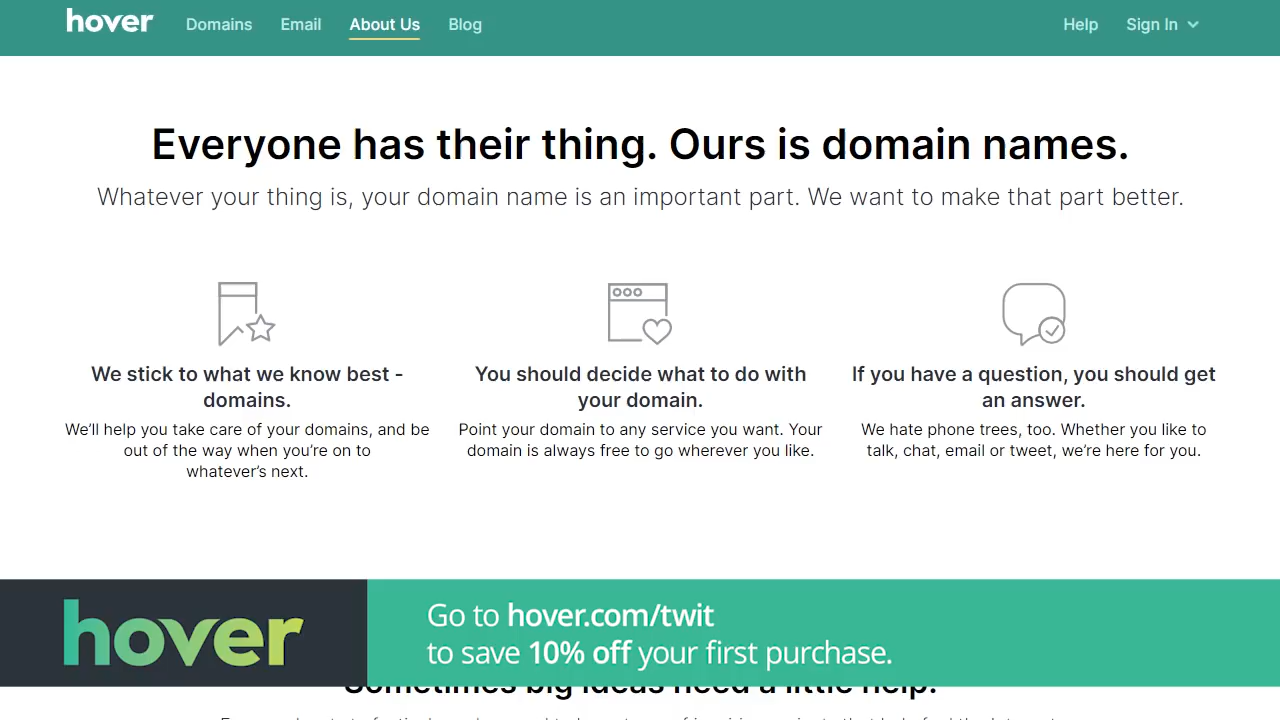 hover Domains Email About Us Blog Help Sign In
Everyone has their thing. Ours is domain names.
Whatever your thing is, your domain name is an important part. We want to make that part better.
We stick to what we know best -
domains.
We'll help you take care of your domains, and be
out of the way when you're on to
whatever's next.
You should decide what to do with
your domain.
Point your domain to any service you want. Your
domain is always free to go wherever you like.
If you have a question, you should get
an answer.
We hate phone trees, too. Whether you like to
talk, chat, email or tweet, we're here for you.
hover
Go to hover.com/twit
to save 10% off your first purchase.
Sometimes big ideas need a little help.